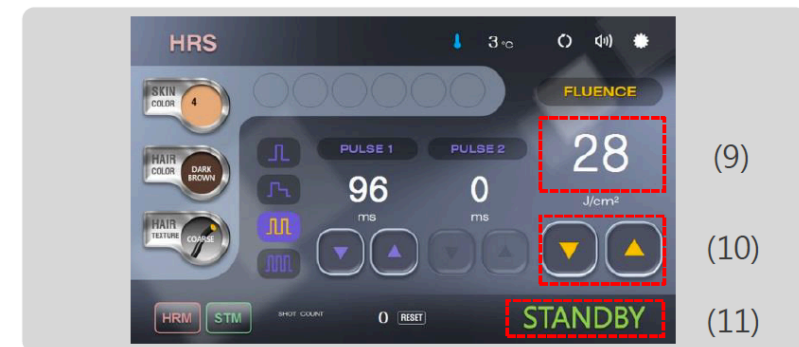 HRS
3 °C
SKIN
COLOR
4
FLUENCE
28
(9)
HAIR
COLOR
DARK
BROWN
PULSE 1
PULSE 2
96
0
ms
ms
J/cm²
HAIR
TEXTURE
COARSE
(10)
HRM
STM
SHOT COUNT
0
RESET
STANDBY
(11)